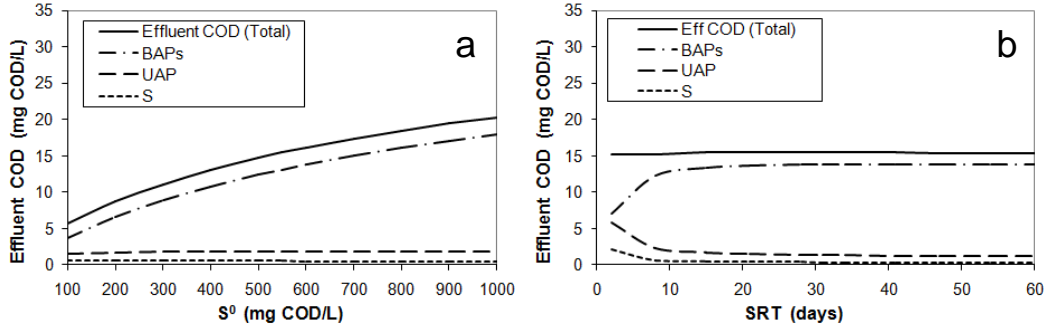 Effluent COD (mg COD/L)
35
30
25
20
15
10
5
0
Effluent COD (Total)
BAPs
UAP
S
a
100 200 300 400 500 600 700 800 900 1000
S⁰ (mg COD/L)
Effluent COD (mg COD/L)
35
30
25
20
15
10
5
0
Eff COD (Total)
BAPs
UAP
S
b
0 10 20 30 40 50 60
SRT (days)